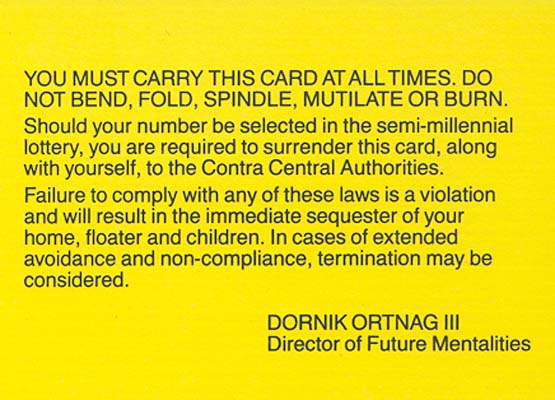 YOU MUST CARRY THIS CARD AT ALL TIMES. DO
NOT BEND, FOLD, SPINDLE, MUTILATE OR BURN.
Should your number be selected in the semi-millennial
lottery, you are required to surrender this card, along
with yourself, to the Contra Central Authorities.
Failure to comply with any of these laws is a violation
and will result in the immediate sequester of your
home, floater and children. In cases of extended
avoidance and non-compliance, termination may be
considered.
DORNIK ORTNAG III
Director of Future Mentalities